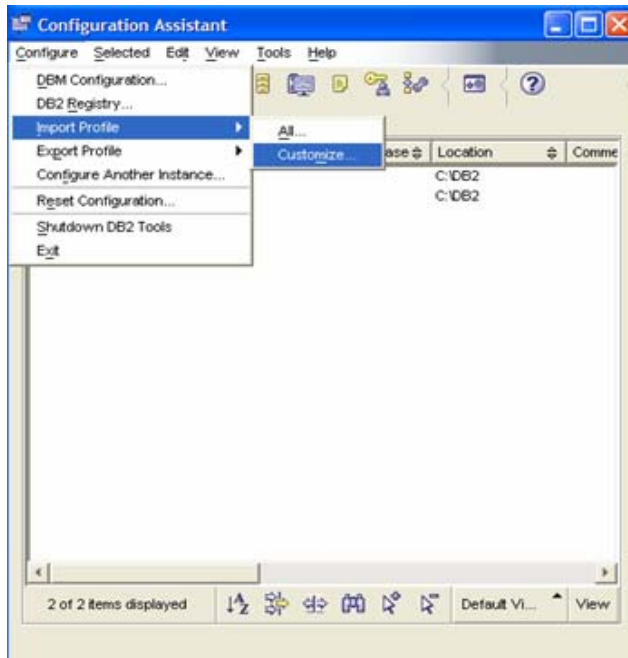 Configuration Assistant
Configure Selected Edit View Tools Help
DBM Configuration...
DB2 Registry...
Import Profile
All...
Customize...
Export Profile
Configure Another Instance...
Reset Configuration...
Shutdown DB2 Tools
Exit
ase Location Comme
C:\DB2
C:\DB2
2 of 2 items displayed Default Vi... View